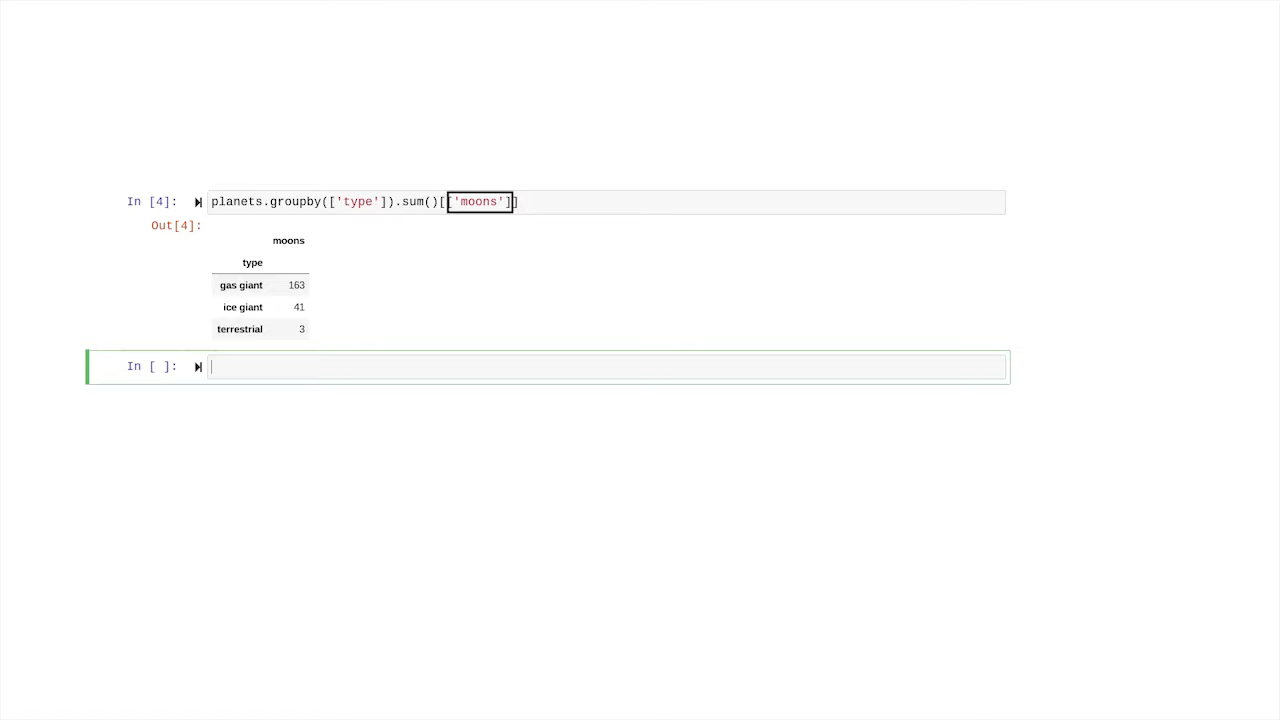 In [4]: planets.groupby(['type']).sum()[['moons']]
Out[4]:
moons
type
gas giant 163
ice giant 41
terrestrial 3
In [ ]: